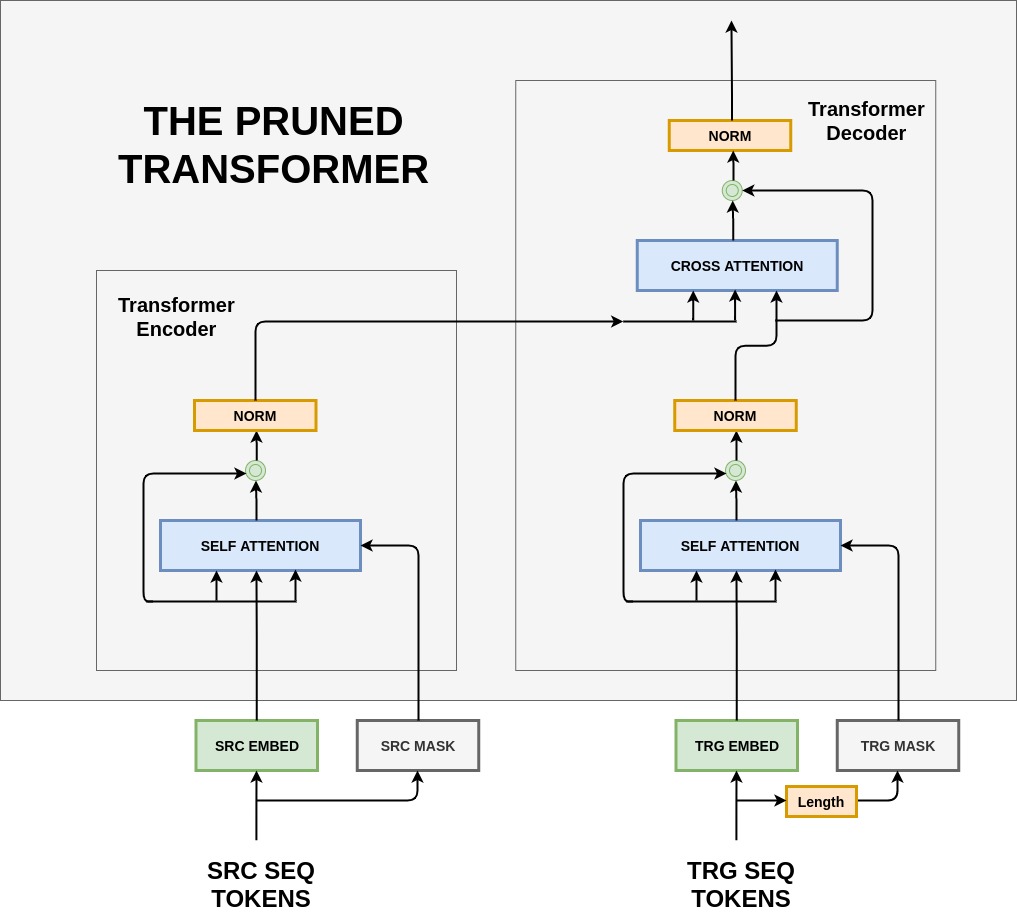 THE PRUNED
TRANSFORMER
Transformer
Decoder
NORM
CROSS ATTENTION
Transformer
Encoder
NORM
NORM
SELF ATTENTION
SELF ATTENTION
SRC EMBED
SRC MASK
TRG EMBED
TRG MASK
Length
SRC SEQ
TOKENS
TRG SEQ
TOKENS